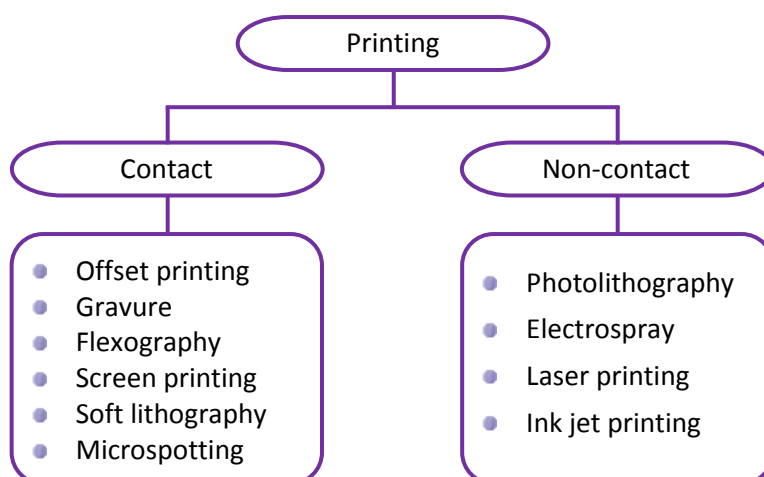 Printing
Contact
Non-contact
Offset printing
Gravure
Flexography
Screen printing
Soft lithography
Microspotting
Photolithography
Electrospray
Laser printing
Ink jet printing